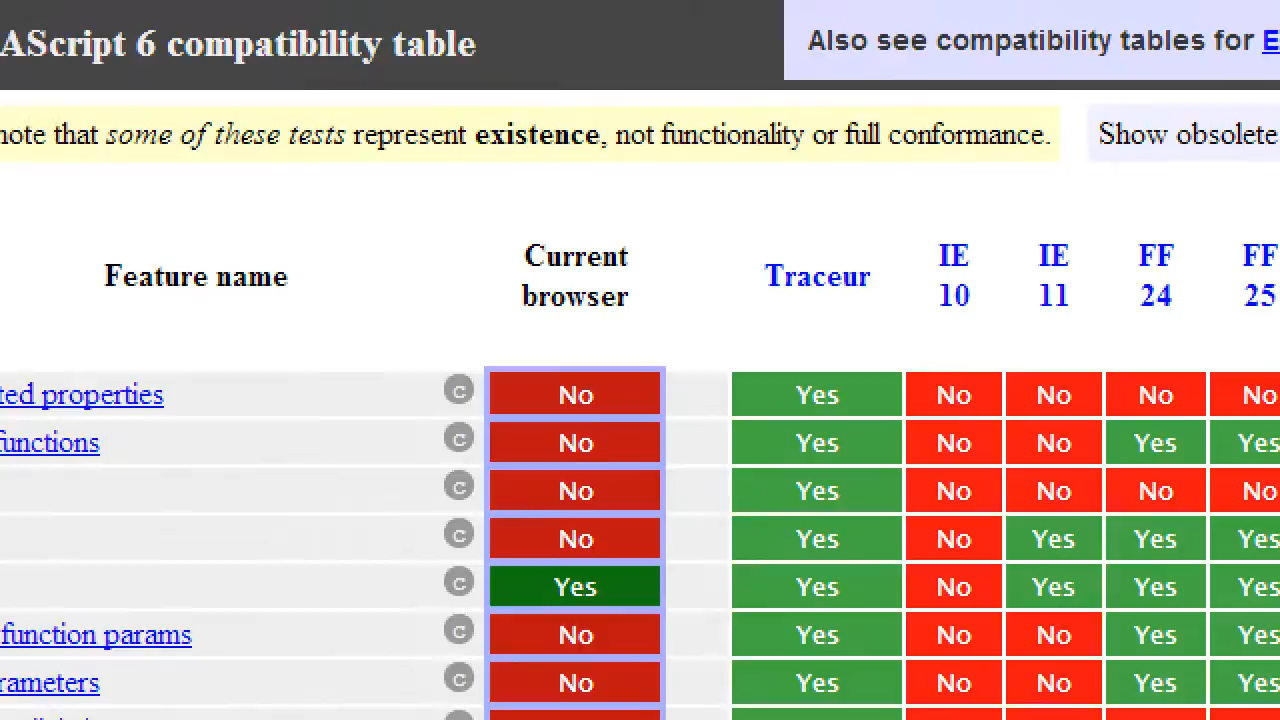 AScript 6 compatibility table
Also see compatibility tables for E
note that some of these tests represent existence, not functionality or full conformance.
Show obsolete
Feature name
Current browser
Traceur
IE 10
IE 11
FF 24
FF 25
ted properties C No Yes No No No No
functions C No Yes No No Yes Yes
C No Yes No No No No
C No Yes No Yes Yes Yes
C Yes Yes No Yes Yes Yes
function params C No Yes No No Yes Yes
rameters C No Yes No No Yes Yes